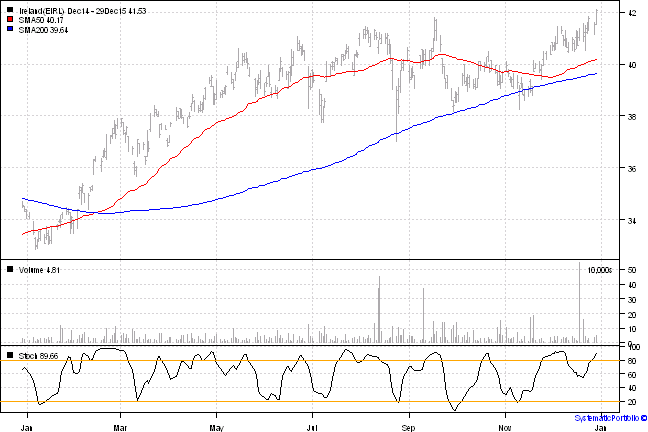 Ireland (EIRL) Dec14 - 29Dec15 41.53
SMA50 40.17
SMA200 39.64
42
40
38
36
34
Volume 4.81
10,000s
50
40
30
20
10
0
Stoch 89.66
100
80
60
40
20
Jan Mar May Jul Sep Nov Jan
SystematicPortfolio ©